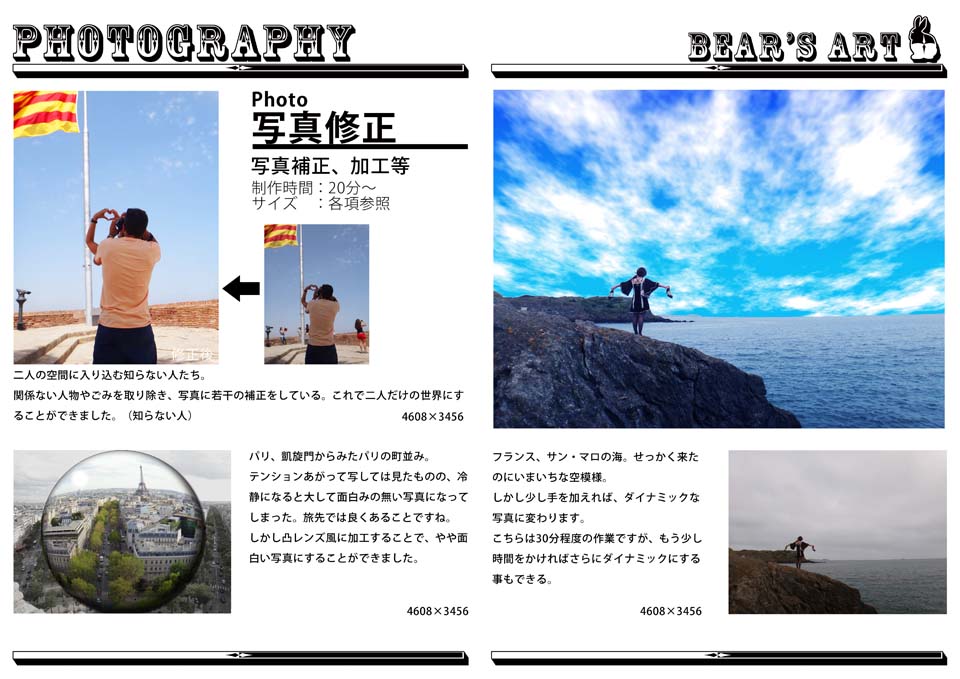 PHOTOGRAPHY
BEAR'S ART
Photo
写真修正
写真補正、加工等
制作時間：20分～
サイズ　：各項参照
修正後
二人の空間に入り込む知らない人たち。
関係ない人物やごみを取り除き、写真に若干の補正をしている。これで二人だけの世界にす
ることができました。（知らない人）
4608×3456
パリ、凱旋門からみたパリの町並み。
テンションあがって写しては見たものの、冷
静になると大して面白みの無い写真になって
しまった。旅先では良くあることですね。
しかし凸レンズ風に加工することで、やや面
白い写真にすることができました。
4608×3456
フランス、サン・マロの海。せっかく来た
のにいまいちな空模様。
しかし少し手を加えれば、ダイナミックな
写真に変わります。
こちらは30分程度の作業ですが、もう少し
時間をかければさらにダイナミックにする
事もできる。
4608×3456